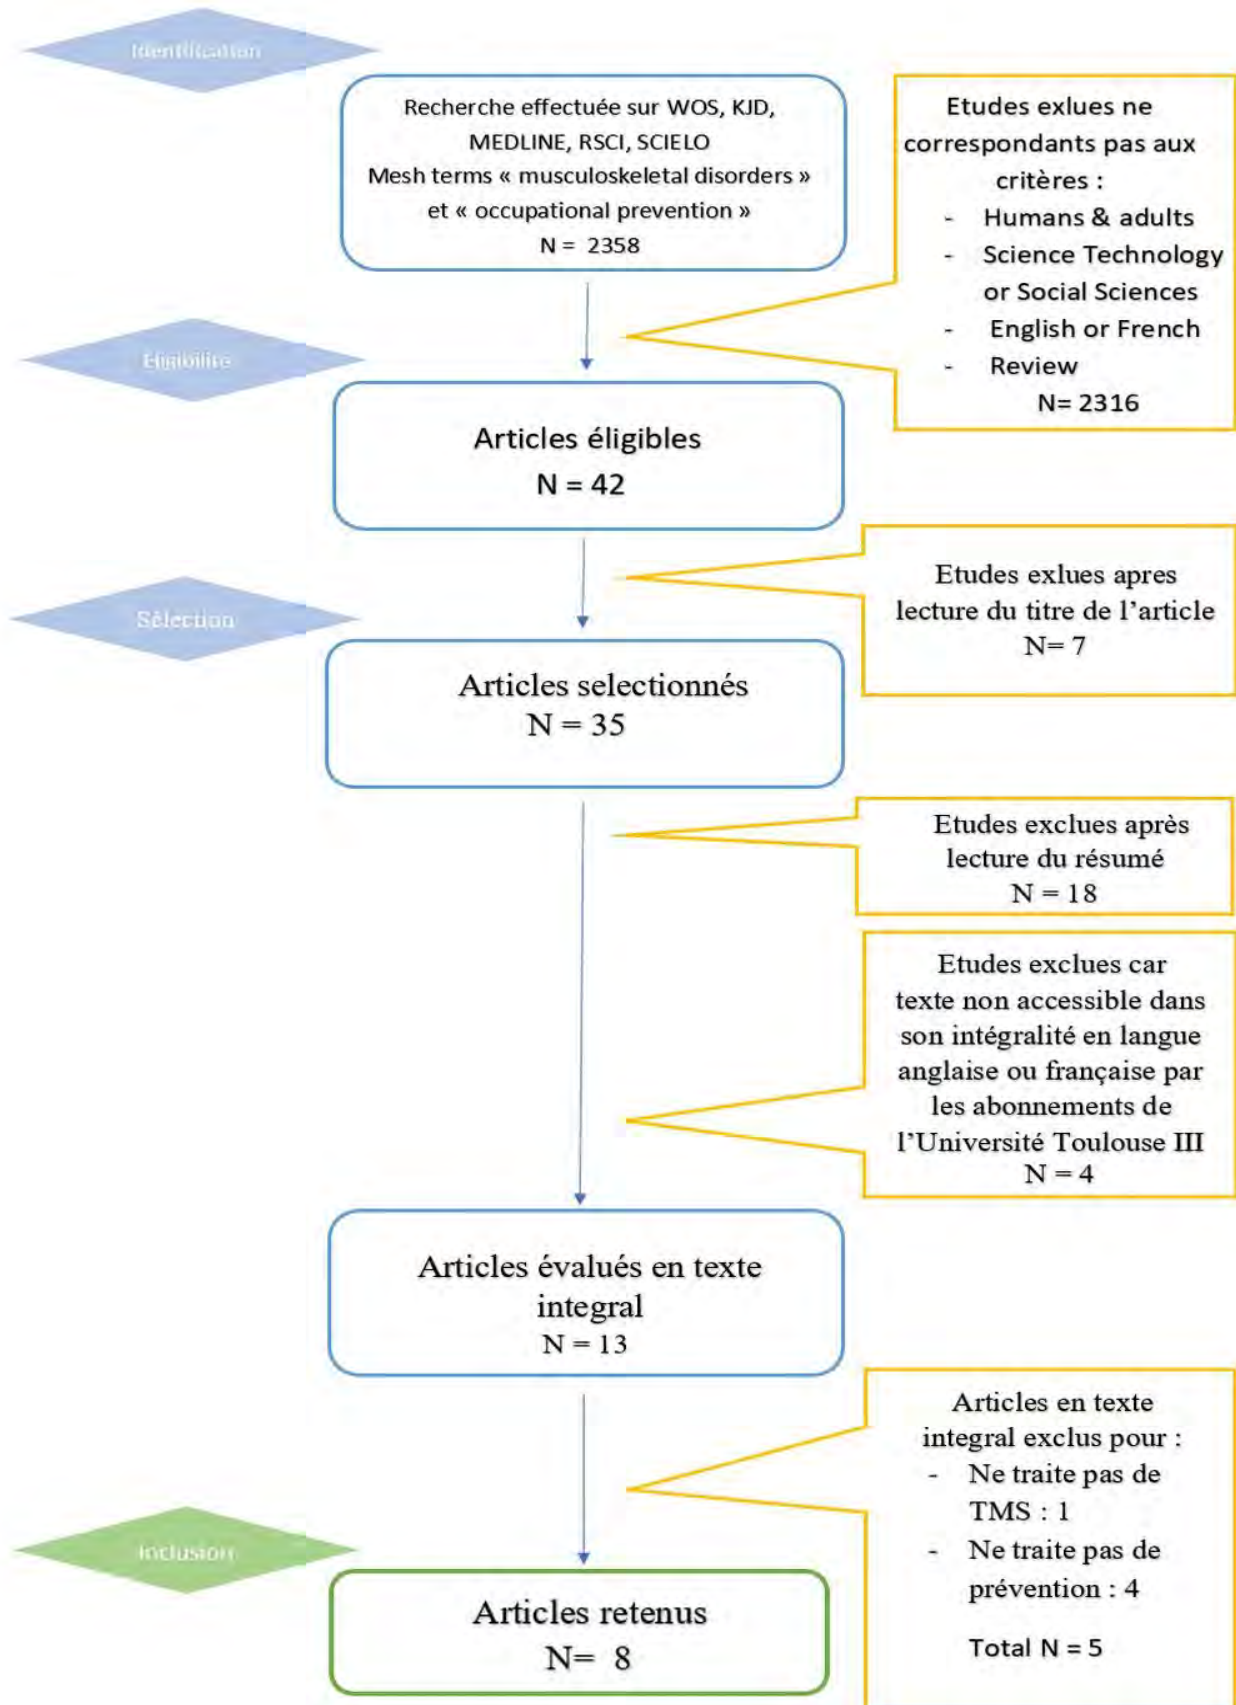 Identification
Recherche effectuée sur WOS, KJD,
MEDLINE, RSCI, SCIELO
Mesh terms « musculoskeletal disorders »
et « occupational prevention »
N = 2358
Etudes exlues ne
correspondants pas aux
critères :
- Humans & adults
- Science Technology
or Social Sciences
- English or French
- Review
N= 2316
Eligibilité
Articles éligibles
N = 42
Etudes exlues apres
lecture du titre de l'article
N= 7
Sélection
Articles selectionnés
N = 35
Etudes exclues après
lecture du résumé
N = 18
Etudes exclues car
texte non accessible dans
son intégralité en langue
anglaise ou française par
les abonnements de
l'Université Toulouse III
N = 4
Articles évalués en texte
integral
N = 13
Articles en texte
integral exclus pour :
- Ne traite pas de
TMS : 1
- Ne traite pas de
prévention : 4
Total N = 5
Inclusion
Articles retenus
N= 8